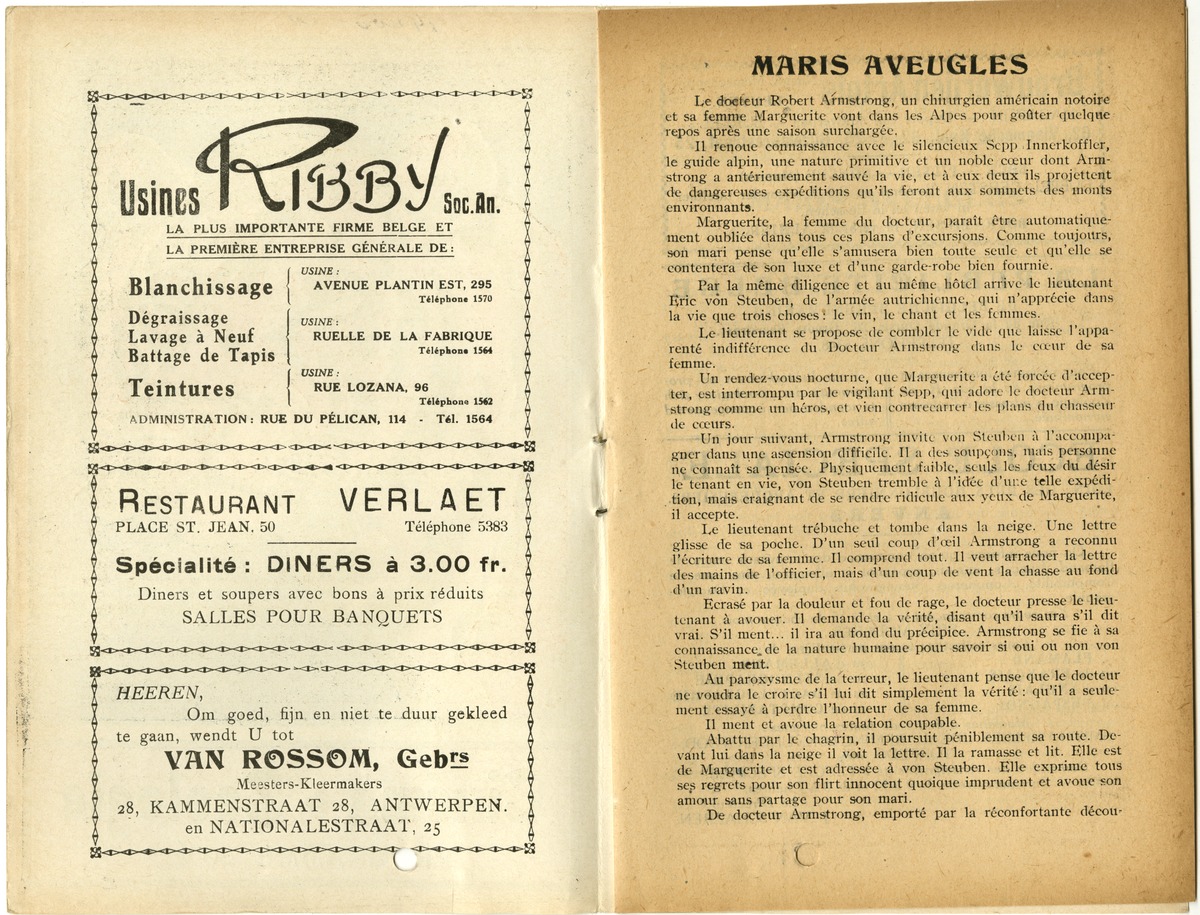 Usines RIBBY Soc. An.
LA PLUS IMPORTANTE FIRME BELGE ET
LA PREMIÈRE ENTREPRISE GÉNÉRALE DE :
Blanchissage
USINE :
AVENUE PLANTIN EST, 295
Téléphone 1570
Dégraissage
Lavage à Neuf
Battage de Tapis
USINE :
RUELLE DE LA FABRIQUE
Téléphone 1564
Teintures
USINE :
RUE LOZANA, 96
Téléphone 1562
ADMINISTRATION : RUE DU PÉLICAN, 114 - Tél. 1564
RESTAURANT VERLAET
PLACE ST. JEAN. 50 Téléphone 5383
Spécialité : DINERS à 3.00 fr.
Diners et soupers avec bons à prix réduits
SALLES POUR BANQUETS
HEEREN,
Om goed, fijn en niet te duur gekleed
te gaan, wendt U tot
VAN ROSSOM, Gebrs
Meesters-Kleermakers
28, KAMMENSTRAAT 28, ANTWERPEN.
en NATIONALESTRAAT, 25
MARIS AVEUGLES
Le docteur Robert Armstrong, un chirurgien américain notoire
et sa femme Marguerite vont dans les Alpes pour goûter quelque
repos après une saison surchargée.
Il renoue connaissance avec le silencieux Sepp Innerkoffler,
le guide alpin, une nature primitive et un noble cœur dont Arm-
strong a antérieurement sauvé la vie, et à eux deux ils projettent
de dangereuses expéditions qu'ils feront aux sommets des monts
environnants.
Marguerite, la femme du docteur, paraît être automatique-
ment oubliée dans tous ces plans d'excursions. Comme toujours,
son mari pense qu'elle s'amusera bien toute seule et qu'elle se
contentera de son luxe et d'une garde-robe bien fournie.
Par la même diligence et au même hôtel arrive le lieutenant
Eric von Steuben, de l'armée autrichienne, qui n'apprécie dans
la vie que trois choses : le vin, le chant et les femmes.
Le lieutenant se propose de combler le vide que laisse l'appa-
renté indifférence du Docteur Armstrong dans le cœur de sa
femme.
Un rendez-vous nocturne, que Marguerite a été forcée d'accep-
ter, est interrompu par le vigilant Sepp, qui adore le docteur Arm-
strong comme un héros, et vien contrecarrer les plans du chasseur
de cœurs.
Un jour suivant, Armstrong invite von Steuben à l'accompa-
gner dans une ascension difficile. Il a des soupçons, mais personne
ne connaît sa pensée. Physiquement faible, seuls les feux du désir
le tenant en vie, von Steuben tremble à l'idée d'une telle expédi-
tion, mais craignant de se rendre ridicule aux yeux de Marguerite,
il accepte.
Le lieutenant trébuche et tombe dans la neige. Une lettre
glisse de sa poche. D'un seul coup d'œil Armstrong a reconnu
l'écriture de sa femme. Il comprend tout. Il veut arracher la lettre
des mains de l'officier, mais d'un coup de vent la chasse au fond
d'un ravin.
Ecrasé par la douleur et fou de rage, le docteur presse le lieu-
tenant à avouer. Il demande la vérité, disant qu'il saura s'il dit
vrai. S'il ment... il ira au fond du précipice. Armstrong se fie à sa
connaissance de la nature humaine pour savoir si oui ou non von
Steuben ment.
Au paroxysme de la terreur, le lieutenant pense que le docteur
ne voudra le croire s'il lui dit simplement la vérité : qu'il a seule-
ment essayé à perdre l'honneur de sa femme.
Il ment et avoue la relation coupable.
Abattu par le chagrin, il poursuit péniblement sa route. De-
vant lui dans la neige il voit la lettre. Il la ramasse et lit. Elle est
de Marguerite et est adressée à von Steuben. Elle exprime tous
ses regrets pour son flirt innocent quoique imprudent et avoue son
amour sans partage pour son mari.
De docteur Armstrong, emporté par la réconfortante décou-